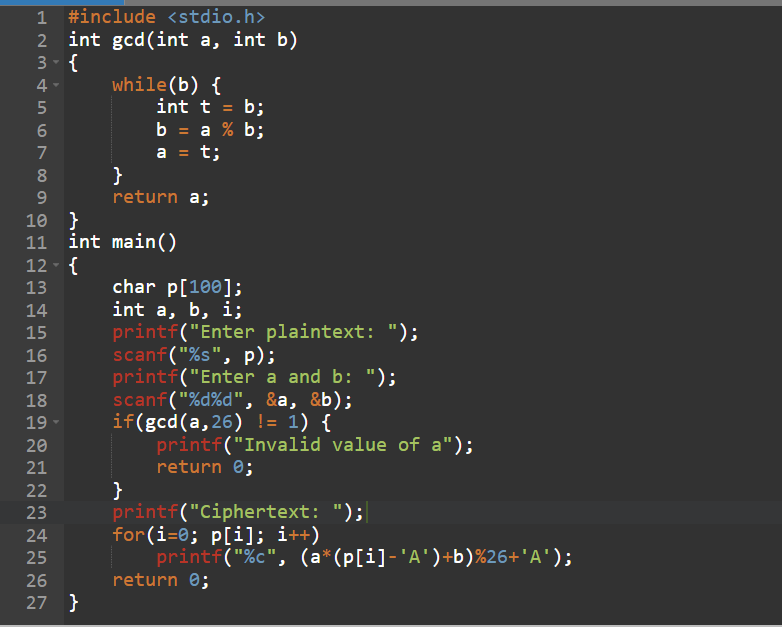 1 #include <stdio.h>
2 int gcd(int a, int b)
3 {
4     while(b) {
5         int t = b;
6         b = a % b;
7         a = t;
8     }
9     return a;
10 }
11 int main()
12 {
13     char p[100];
14     int a, b, i;
15     printf("Enter plaintext: ");
16     scanf("%s", p);
17     printf("Enter a and b: ");
18     scanf("%d%d", &a, &b);
19     if(gcd(a,26) != 1) {
20         printf("Invalid value of a");
21         return 0;
22     }
23     printf("Ciphertext: ");
24     for(i=0; p[i]; i++)
25         printf("%c", (a*(p[i]-'A')+b)%26+'A');
26     return 0;
27 }